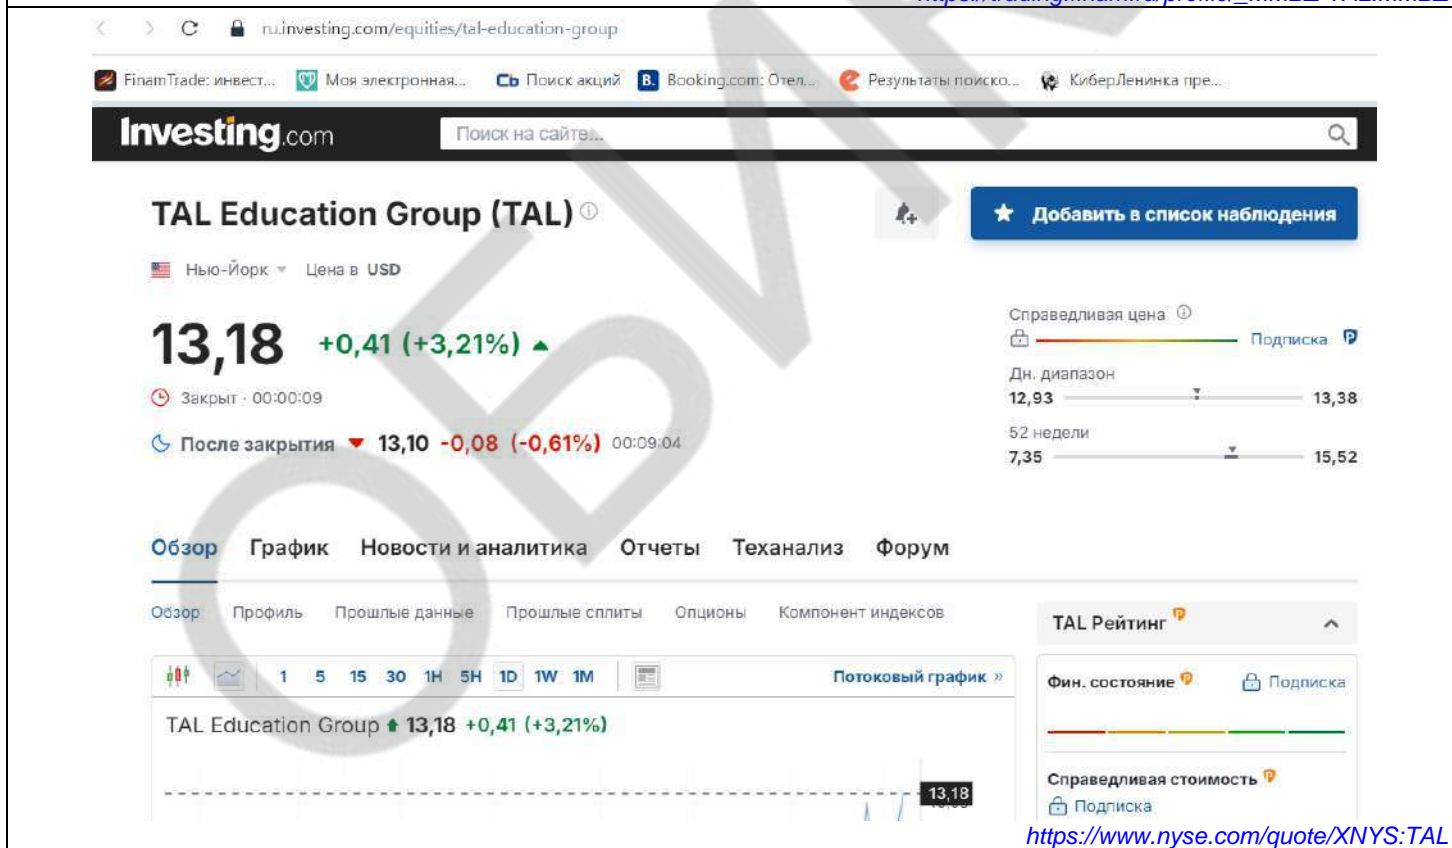 ru.investing.com/equities/tal-education-group
FinamTrade: инвест... Моя электронная... Сь Поиск акций B. Booking.com: Отел... Результаты поиско... КиберЛенинка пре...
Investing.com Поиск на сайте...
TAL Education Group (TAL) Добавить в список наблюдения
Нью-Йорк Цена в USD
13,18 +0,41 (+3,21%)
Справедливая цена
Подписка
Закрыт · 00:00:09
Дн. диапазон
12,93 13,38
После закрытия 13,10 -0,08 (-0,61%) 00:09:04
52 недели
7,35 15,52
Обзор График Новости и аналитика Отчеты Теханализ Форум
Обзор Профиль Прошлые данные Прошлые сплиты Опционы Компонент индексов
1 5 15 30 1H 5H 1D 1W 1M Потоковый график »
TAL Education Group 13,18 +0,41 (+3,21%)
13,18
TAL Рейтинг
Фин. состояние Подписка
Справедливая стоимость
Подписка
https://www.nyse.com/quote/XNYS:TAL